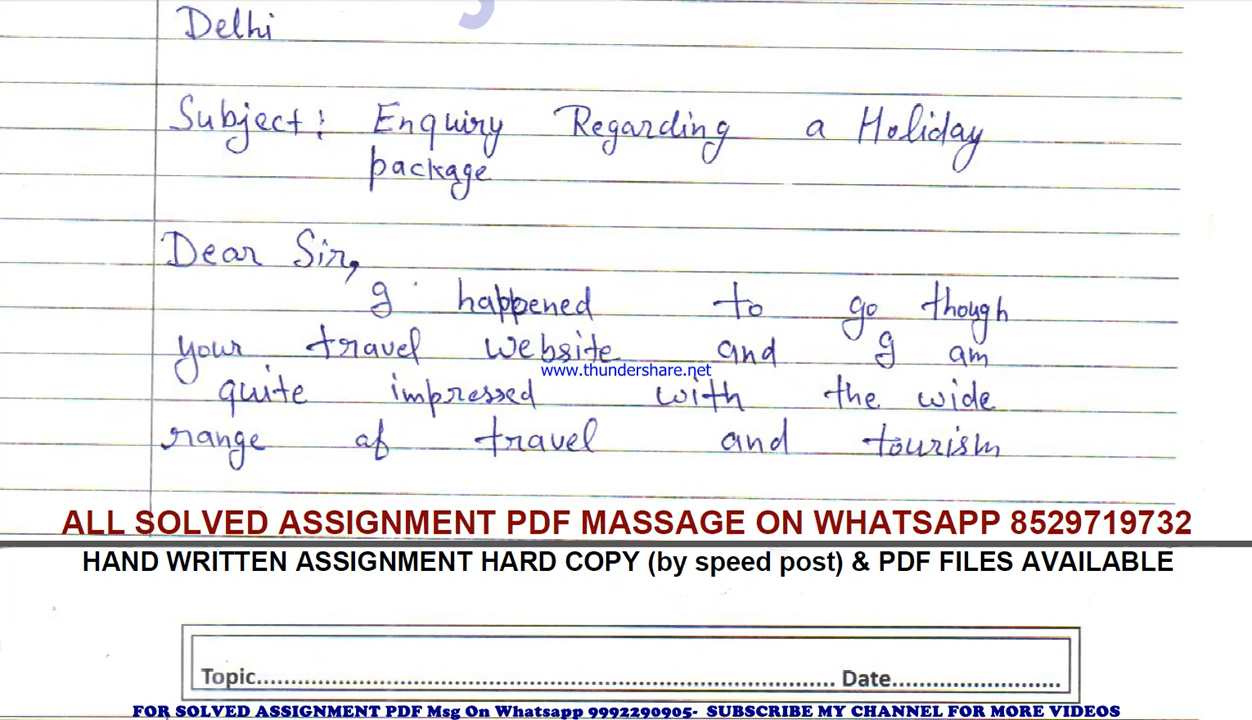 Delhi
Subject: Enquiry Regarding a Holiday
package
Dear Sir,
I happened to go though
your travel website and I am
www.thundershare.net
quite impressed with the wide
range of travel and tourism
ALL SOLVED ASSIGNMENT PDF MASSAGE ON WHATSAPP 8529719732
HAND WRITTEN ASSIGNMENT HARD COPY (by speed post) & PDF FILES AVAILABLE
Topic.................................................................................... Date.........................
FOR SOLVED ASSIGNMENT PDF Msg On Whatsapp 9992290905- SUBSCRIBE MY CHANNEL FOR MORE VIDEOS